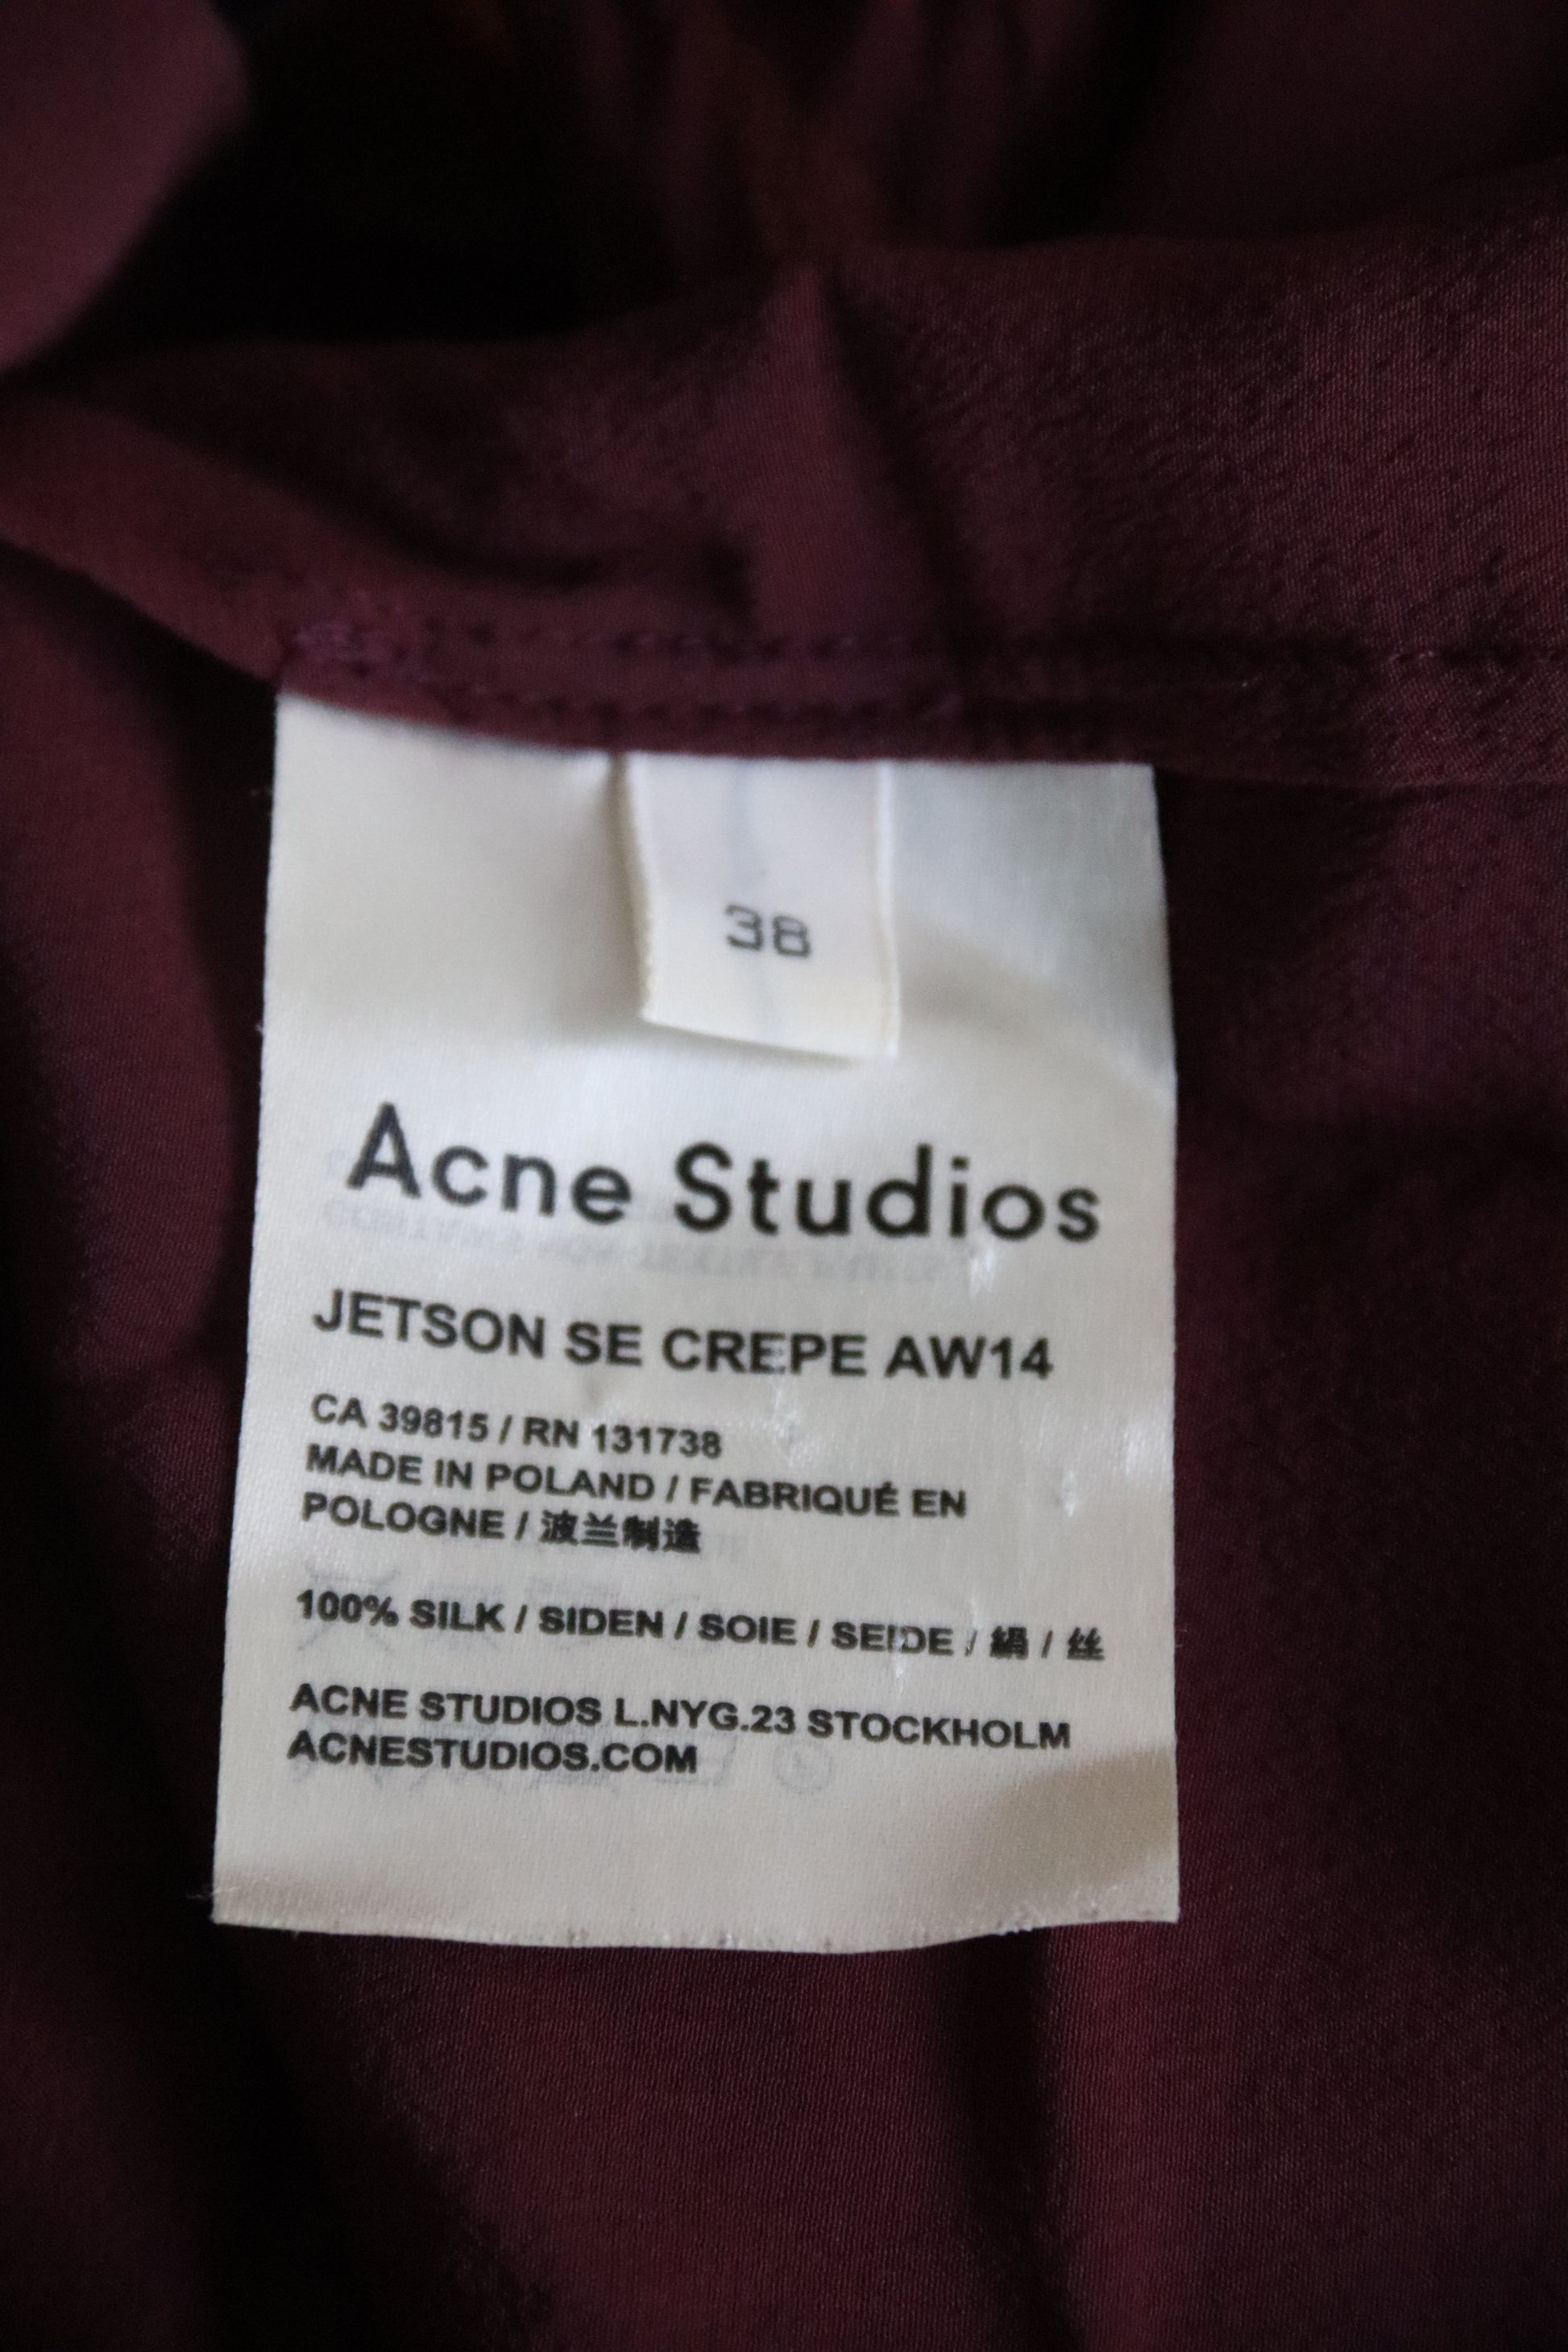 38
Acne Studios
JETSON SE CREPE AW14
CA 39815 / RN 131738
MADE IN POLAND / FABRIQUÉ EN
POLOGNE / 波兰制造
100% SILK / SIDEN / SOIE / SEIDE / 絹 / 丝
ACNE STUDIOS L.NYG.23 STOCKHOLM
ACNESTUDIOS.COM